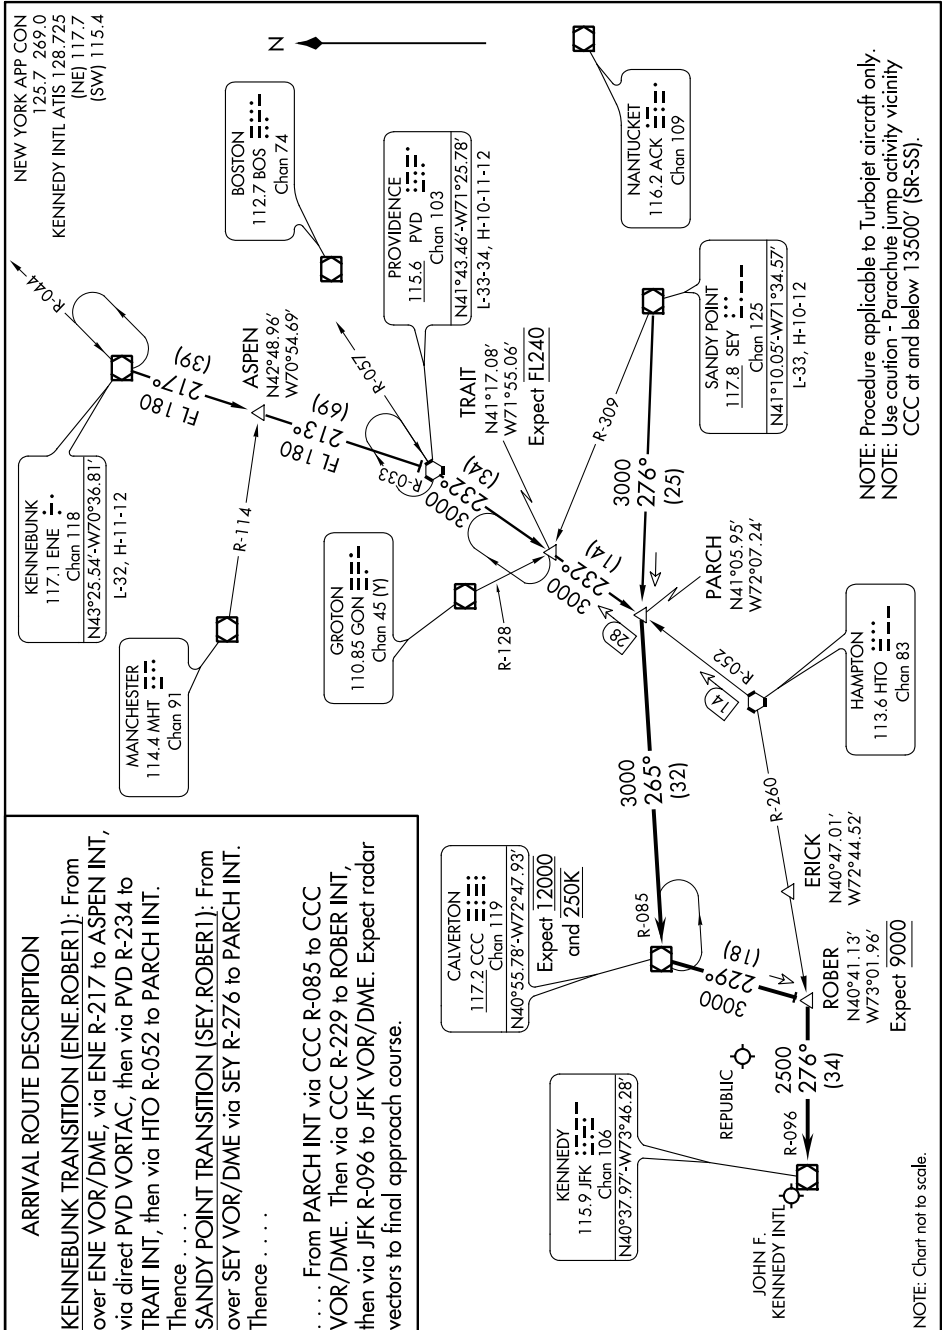 NEW YORK APP CON
125.7 269.0
KENNEDY INTL ATIS 128.725
(NE) 117.7
(SW) 115.4
ARRIVAL ROUTE DESCRIPTION
KENNEBUNK TRANSITION (ENE.ROBER1): From
over ENE VOR/DME, via ENE R-217 to ASPEN INT,
via direct PVD VORTAC, then via PVD R-234 to
TRAIT INT, then via HTO R-052 to PARCH INT.
Thence . . . .
SANDY POINT TRANSITION (SEY.ROBER1): From
over SEY VOR/DME via SEY R-276 to PARCH INT.
Thence . . . .
. . . . From PARCH INT via CCC R-085 to CCC
VOR/DME. Then via CCC R-229 to ROBER INT,
then via JFK R-096 to JFK VOR/DME. Expect radar
vectors to final approach course.
MANCHESTER
114.4 MHT
Chan 91
R-114
KENNEBUNK
117.1 ENE
Chan 118
N43°25.54'-W70°36.81'
L-32, H-11-12
R-044
FL 180
217°
(39)
ASPEN
N42°48.96'
W70°54.69'
FL 180
213°
(69)
BOSTON
112.7 BOS
Chan 74
N
R-057
R-033
PROVIDENCE
115.6 PVD
Chan 103
N41°43.46'-W71°25.78'
L-33-34, H-10-11-12
3000
232°
(34)
GROTON
110.85 GON
Chan 45 (Y)
R-128
TRAIT
N41°17.08'
W71°55.06'
Expect FL240
3000
232°
(14)
R-309
NANTUCKET
116.2 ACK
Chan 109
SANDY POINT
117.8 SEY
Chan 125
N41°10.05'-W71°34.57'
L-33, H-10-12
3000
276°
(25)
28
PARCH
N41°05.95'
W72°07.24'
R-052
14
HAMPTON
113.6 HTO
Chan 83
3000
265°
(32)
R-260
CALVERTON
117.2 CCC
Chan 119
N40°55.78'-W72°47.93'
Expect 12000
and 250K
R-085
3000
229°
(18)
ERICK
N40°47.01'
W72°44.52'
ROBER
N40°41.13'
W73°01.96'
Expect 9000
REPUBLIC
2500
276°
(34)
R-096
KENNEDY
115.9 JFK
Chan 106
N40°37.97'-W73°46.28'
JOHN F.
KENNEDY INTL
NOTE: Procedure applicable to Turbojet aircraft only.
NOTE: Use caution - Parachute jump activity vicinity
CCC at and below 13500' (SR-SS).
NOTE: Chart not to scale.